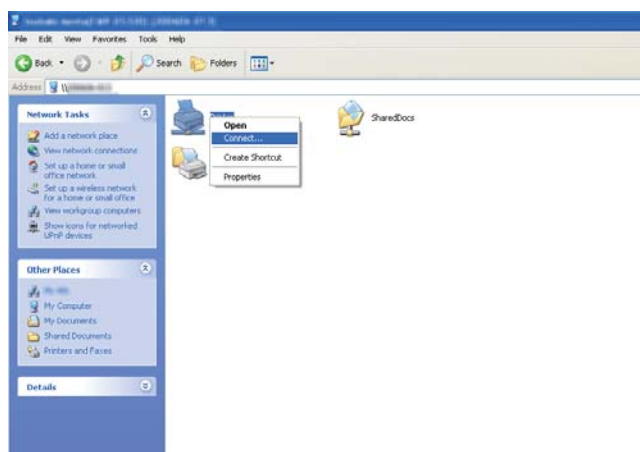 File Edit View Favorites Tools Help
Back Search Folders
Address \\
Network Tasks
Add a network place
View network connections
Set up a home or small
office network
Set up a wireless network
for a home or small office
View workgroup computers
Show icons for networked
UPnP devices
Other Places
My Computer
My Documents
Shared Documents
Printers and Faxes
Details
Open
Connect...
Create Shortcut
Properties
SharedDocs